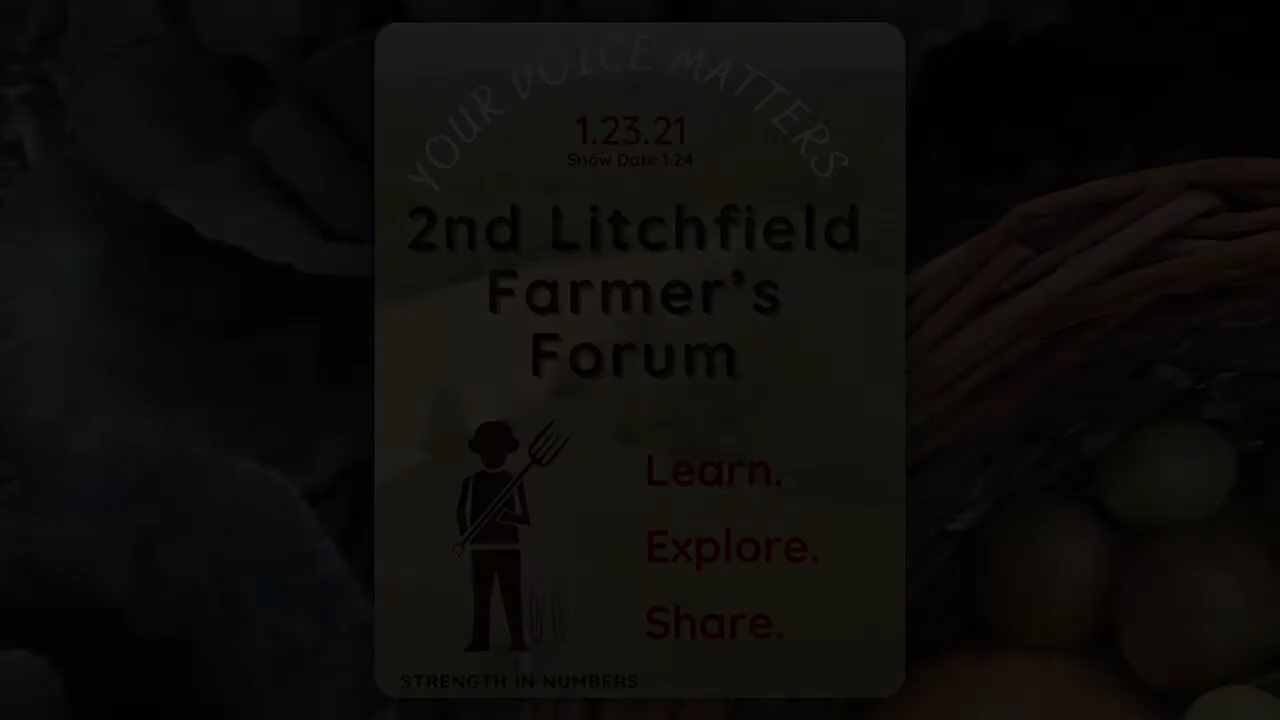 YOUR VOICE MATTERS
1.23.21
Snow Date 1.24
2nd Litchfield
Farmer's
Forum
Learn.
Explore.
Share.
STRENGTH IN NUMBERS